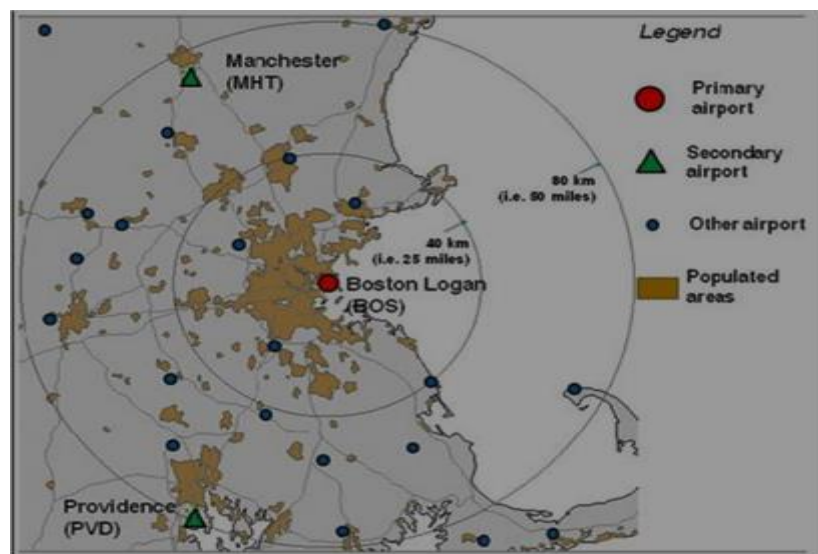 Legend
Manchester
(MHT)
Primary
airport
Secondary
airport
80 km
(i.e. 50 miles)
Other airport
40 km
(i.e. 25 miles)
Boston Logan
(BOS)
Populated
areas
Providence
(PVD)